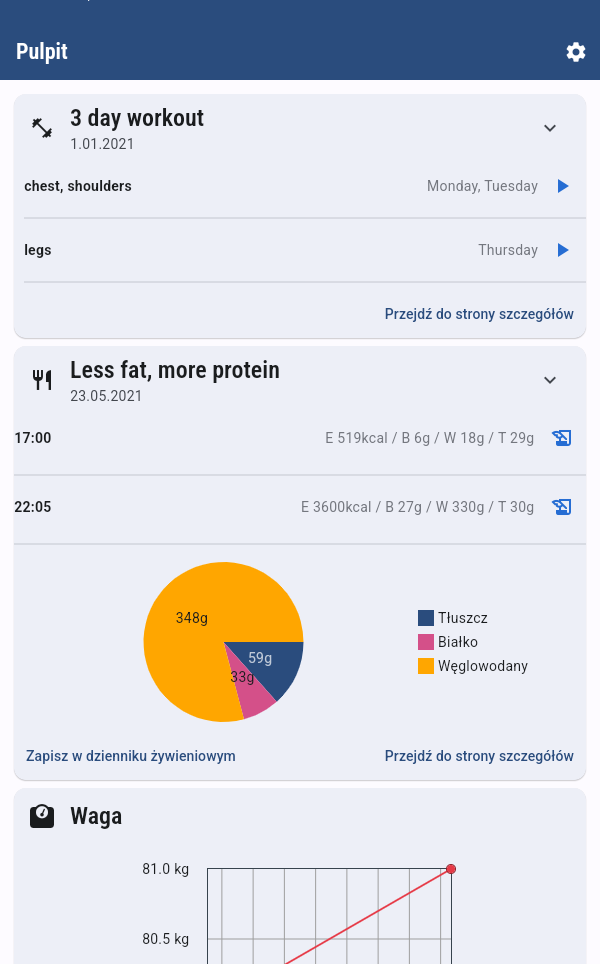 Pulpit
3 day workout
1.01.2021
chest, shoulders
Monday, Tuesday
legs
Thursday
Przejdź do strony szczegółów
Less fat, more protein
23.05.2021
17:00
E 519kcal / B 6g / W 18g / T 29g
22:05
E 3600kcal / B 27g / W 330g / T 30g
348g
59g
33g
Tłuszcz
Białko
Węglowodany
Zapisz w dzienniku żywieniowym
Przejdź do strony szczegółów
Waga
81.0 kg
80.5 kg